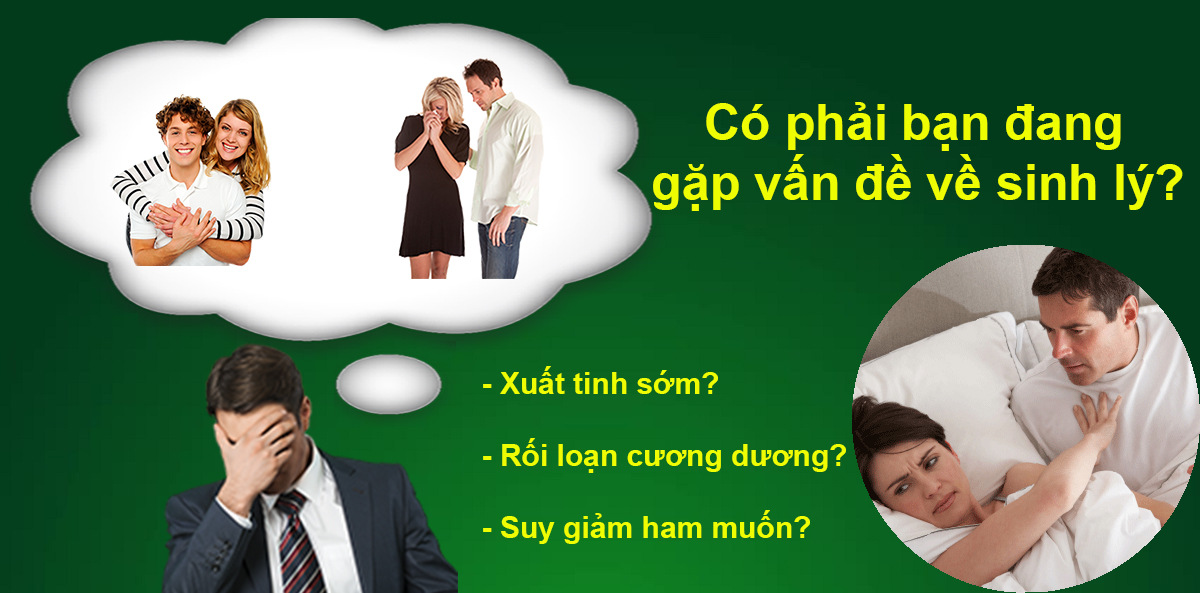 Có phải bạn đang
gặp vấn đề về sinh lý?
- Xuất tinh sớm?
- Rối loạn cương dương?
- Suy giảm ham muốn?